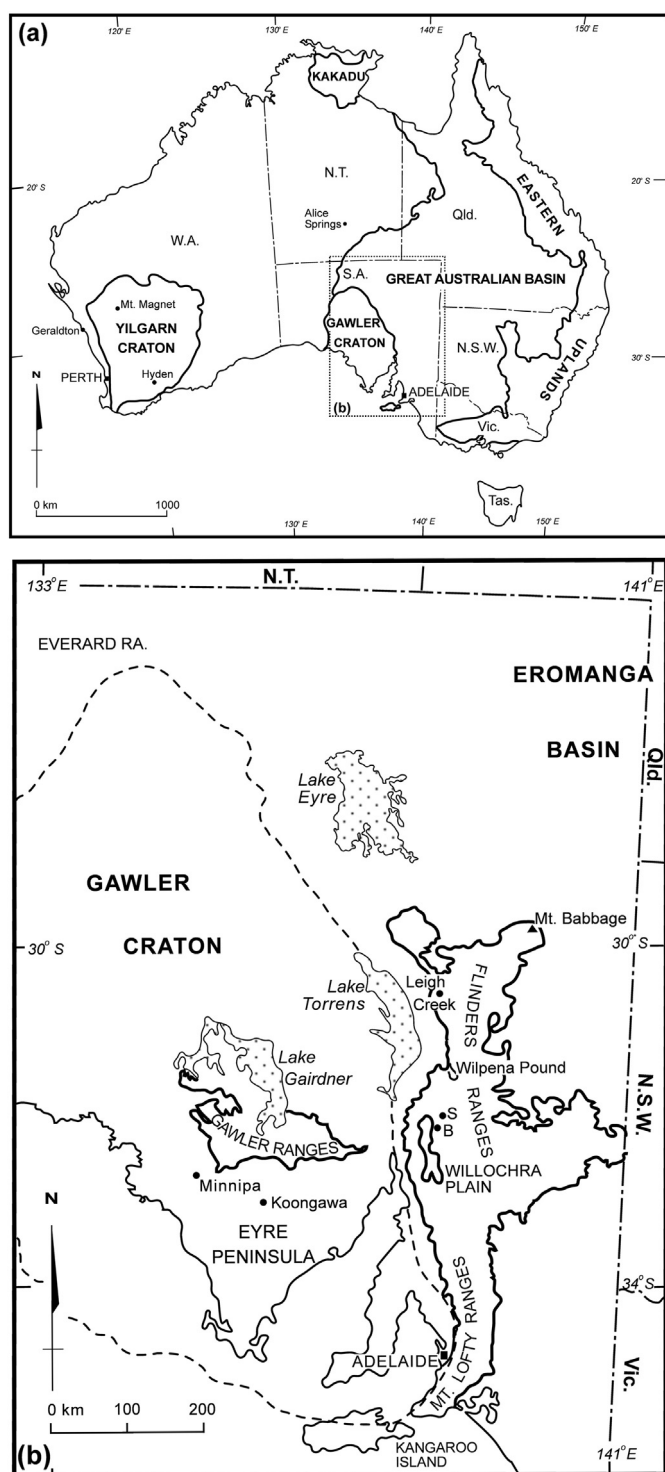 (a)
120°E
130°E
140°E
150°E
KAKADU
20°S
20°S
N.T.
EASTERN
Alice
Springs
Qld.
W.A.
S.A.
GREAT AUSTRALIAN BASIN
Mt. Magnet
GAWLER
CRATON
Geraldton
YILGARN
CRATON
N.S.W.
UPLANDS
30°S
N
PERTH
Hyden
ADELAIDE
(b)
Vic.
0 km
1000
Tas.
130°E
140°E
150°E
133°E
N.T.
141°E
EVERARD RA.
EROMANGA
BASIN
Qld.
Lake
Eyre
GAWLER
CRATON
Mt. Babbage
30°S
30°S
FLINDERS
RANGES
Lake
Torrens
Leigh
Creek
Lake
Gairdner
Wilpena Pound
N.S.W.
GAWLER RANGES
S
B
WILLOCHRA
PLAIN
Minnipa
N
Koongawa
EYRE
PENINSULA
34°S
MT. LOFTY RANGES
ADELAIDE
Vic.
0 km
100
200
(b)
KANGAROO
ISLAND
141°E